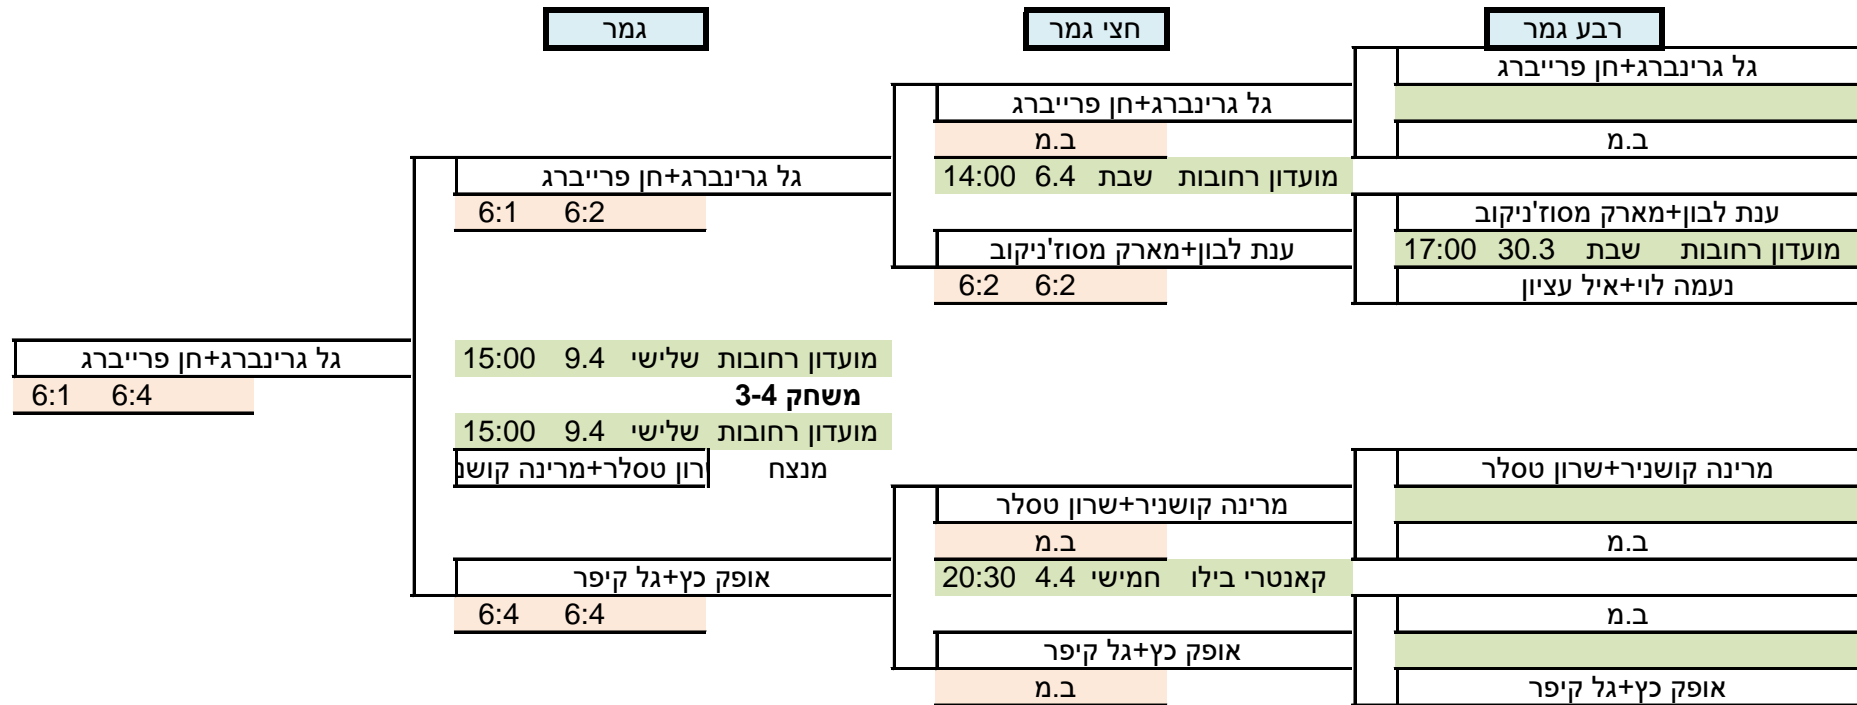 רבע גמר
חצי גמר
גמר
גל גרינברג+חן פרייברג
ב.מ
ענת לבון+מארק מסוז'ניקוב
מועדון רחובות שבת 30.3 17:00
נעמה לוי+איל עציון
מרינה קושניר+שרון טסלר
ב.מ
ב.מ
אופק כץ+גל קיפר
גל גרינברג+חן פרייברג
ב.מ
מועדון רחובות שבת 6.4 14:00
ענת לבון+מארק מסוז'ניקוב
6:2 6:2
מרינה קושניר+שרון טסלר
ב.מ
קאנטרי בילו חמישי 4.4 20:30
אופק כץ+גל קיפר
ב.מ
גל גרינברג+חן פרייברג
6:1 6:2
מועדון רחובות שלישי 9.4 15:00
משחק 3-4
מועדון רחובות שלישי 9.4 15:00
מנצח רון טסלר+מרינה קושנ
אופק כץ+גל קיפר
6:4 6:4
גל גרינברג+חן פרייברג
6:1 6:4